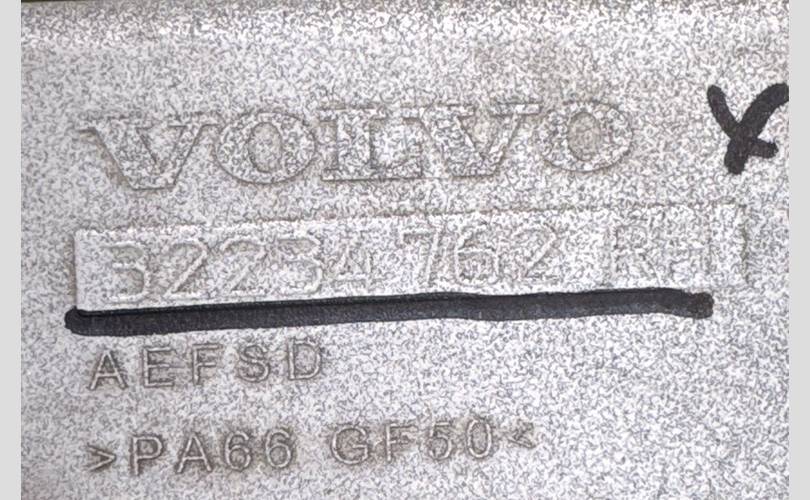 VOLVO
32234762 RH
AEFSD
>PA66 GF50<